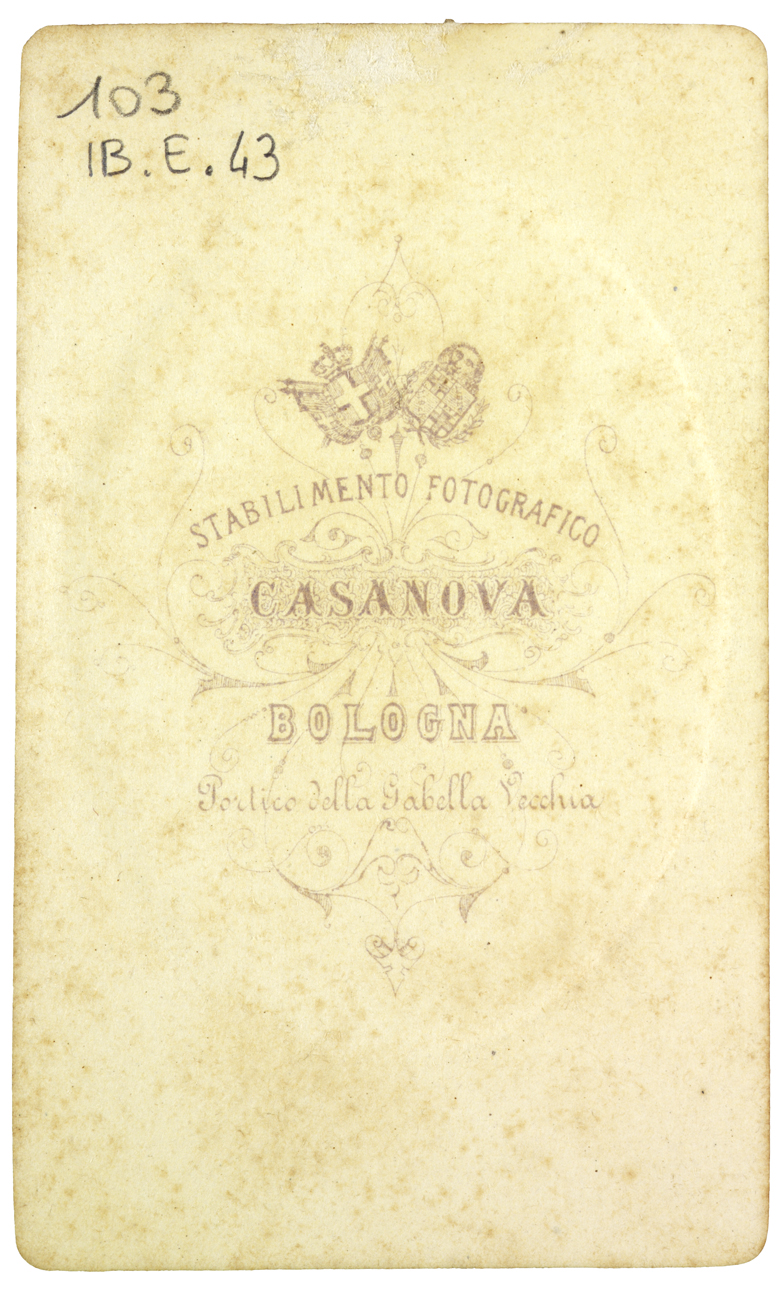 103
IB.E.43
STABILIMENTO FOTOGRAFICO
CASANOVA
BOLOGNA
Portico della Gabella Vecchia